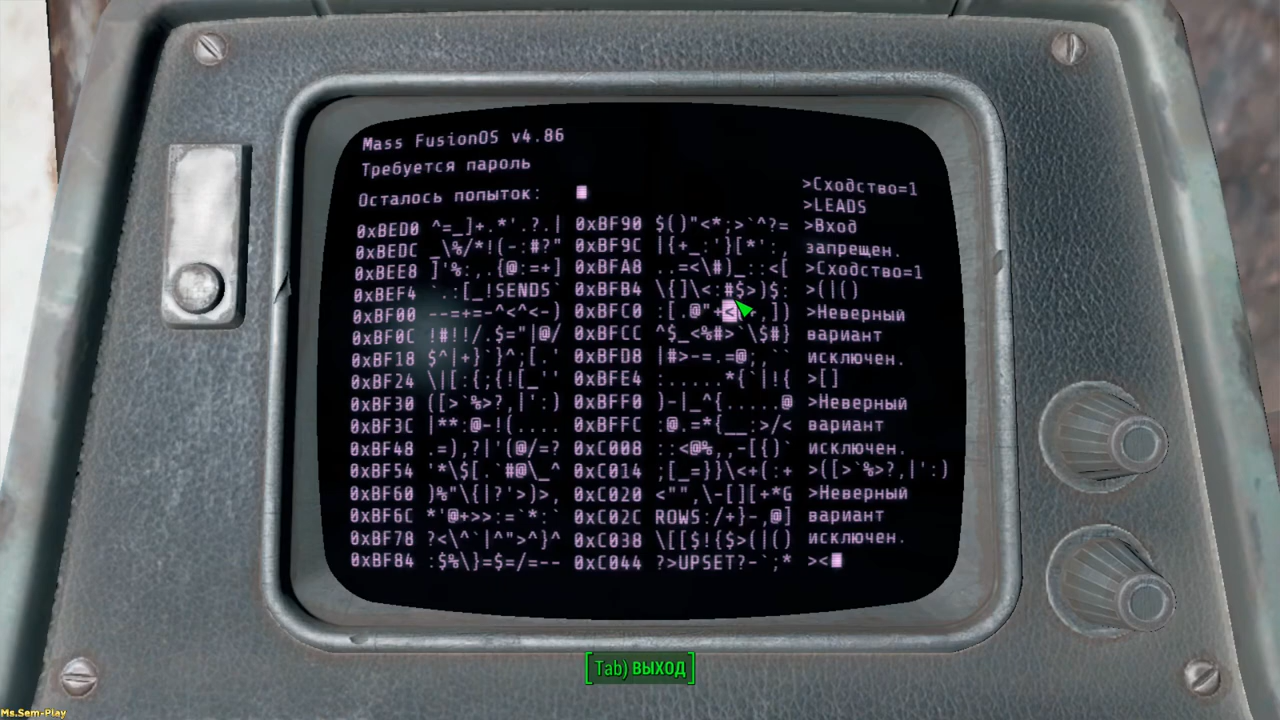 Mass FusionOS v4.86
Требуется пароль
Осталось попыток: ■
0xBED0 ^=_]+.*'.?.| 0xBF90 $()"<*;>`^?=
0xBEDC _\%/*!(-:#?" 0xBF9C |{+_:'}[*':,
0xBEE8 ]'%:,.{@:=+] 0xBFA8 ..=<\#)_::<[
0xBEF4 .:[_!SENDS` 0xBFB4 \{]\<:#$>)$:
0xBF00 --=+=-^<^<-) 0xBFC0 :[.@"+<\-,])
0xBF0C !#!!/.$="|@/ 0xBFCC ^$_<%#>`\$#}
0xBF18 $^|+}`}^;[.' 0xBFD8 |#>-=.=@;,``
0xBF24 \|[:{;{![_'' 0xBFE4 :.....*{`|!{
0xBF30 ([>`%>?,|':) 0xBFF0 )-|_^{.....@
0xBF3C |**:@-!(.... 0xBFFC :@.=*{__:>/<
0xBF48 .=),?|'(@/=? 0xC008 ::<@%,,-[{)`
0xBF54 '*\$[.`#@\_^ 0xC014 ;[_=}}\<+(:+
0xBF60 )%"\{|?'>)>, 0xC020 <"",\-[][+*G
0xBF6C *'@+>>:=`*:` 0xC02C ROWS:/+}-,@]
0xBF78 ?<\^`|^">^}^ 0xC038 \[[$!{$>(|()
0xBF84 :$%\}=$=/=-- 0xC044 ?>UPSET?-`;*
>Сходство=1
>LEADS
>Вход
запрещен.
>Сходство=1
>(|()
>Неверный
вариант
исключен.
>[]
>Неверный
вариант
исключен.
>([>`%>?,|':)
>Неверный
вариант
исключен.
><■
[Tab) ВЫХОД]
Ms.Sem-Play